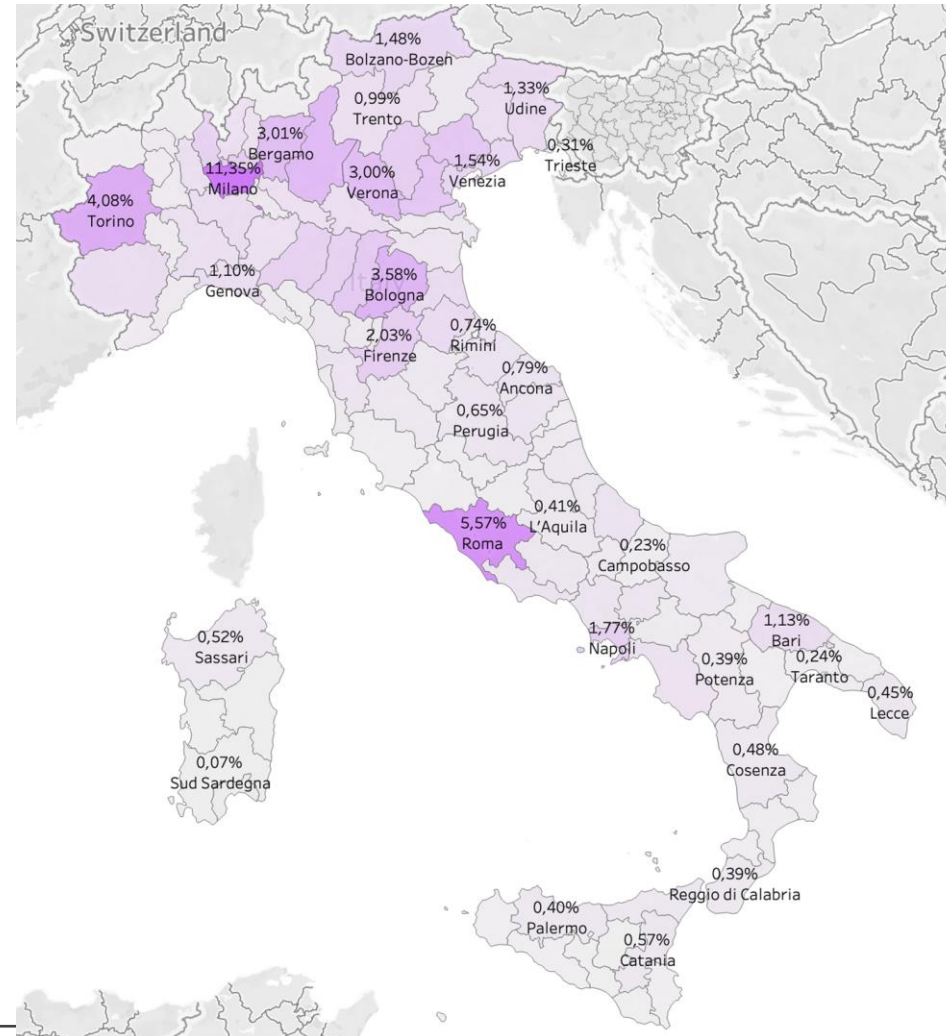 Switzerland
1,48%
Bolzano-Bozen
0,99%
Trento
1,33%
Udine
3,01%
Bergamo
0,31%
Trieste
11,35%
Milano
3,00%
Verona
1,54%
Venezia
4,08%
Torino
1,10%
Genova
3,58%
Bologna
2,03%
Firenze
0,74%
Rimini
0,79%
Ancona
0,65%
Perugia
5,57%
Roma
0,41%
L'Aquila
0,23%
Campobasso
1,77%
Napoli
1,13%
Bari
0,39%
Potenza
0,24%
Taranto
0,45%
Lecce
0,52%
Sassari
0,07%
Sud Sardegna
0,48%
Cosenza
0,39%
Reggio di Calabria
0,40%
Palermo
0,57%
Catania